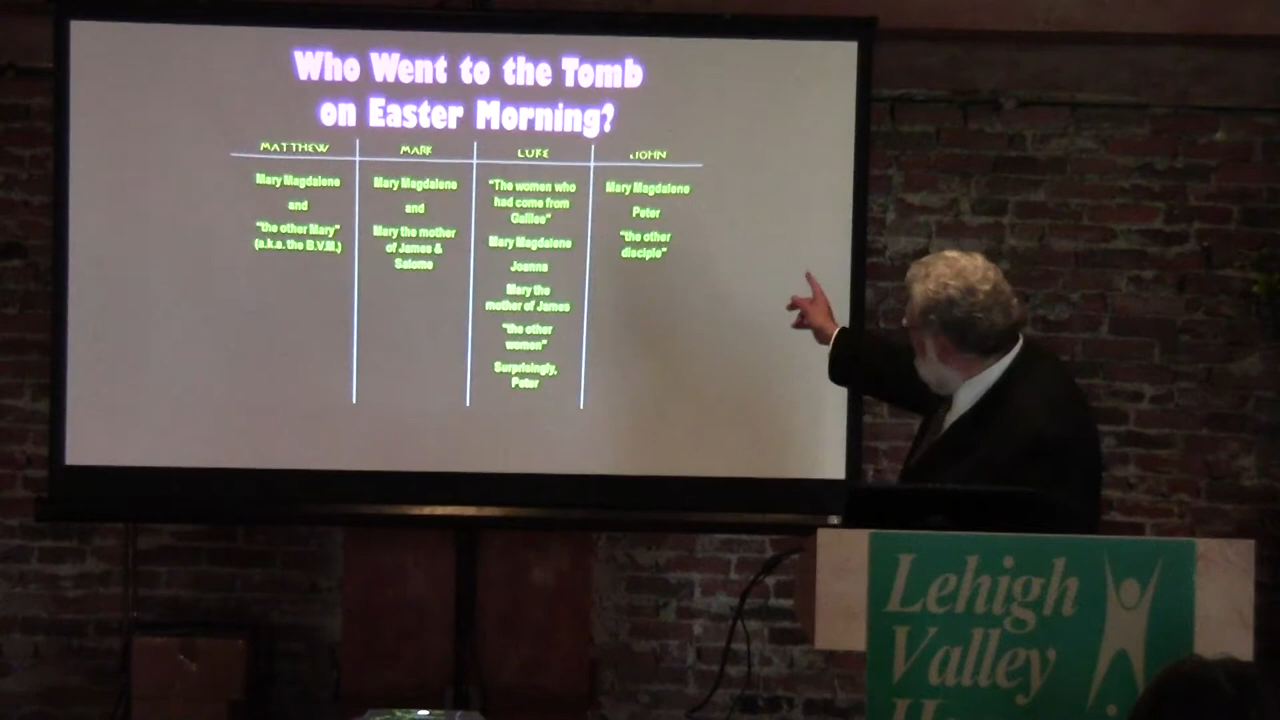 Who Went to the Tomb
on Easter Morning?
MATTHEW
Mary Magdalene
and
"the other Mary"
(a.k.a. the B.V.M.)
MARK
Mary Magdalene
and
Mary the mother
of James &
Salome
LUKE
"The women who
had come from
Galilee"
Mary Magdalene
Joanna
Mary the
mother of James
"the other
women"
Surprisingly,
Peter
JOHN
Mary Magdalene
Peter
"the other
disciple"
Lehigh
Valley